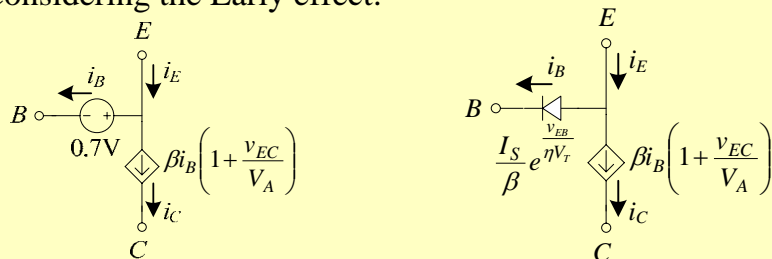 considering the Early effect.
E
i_E
i_B
B
- +
0.7V
βi_B(1 + v_EC/V_A)
i_C
C
E
i_E
i_B
B
I_S/β e^(v_EB/ηV_T)
βi_B(1 + v_EC/V_A)
i_C
C